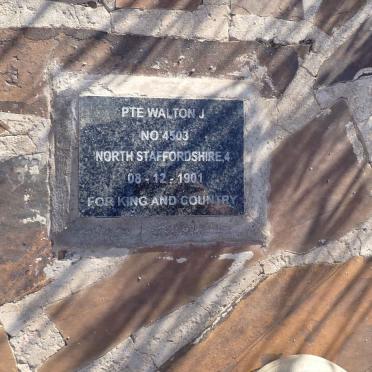 PTE WALTON J
NO 4503
NORTH STAFFORDSHIRE,4
08 - 12 - 1901
FOR KING AND COUNTRY